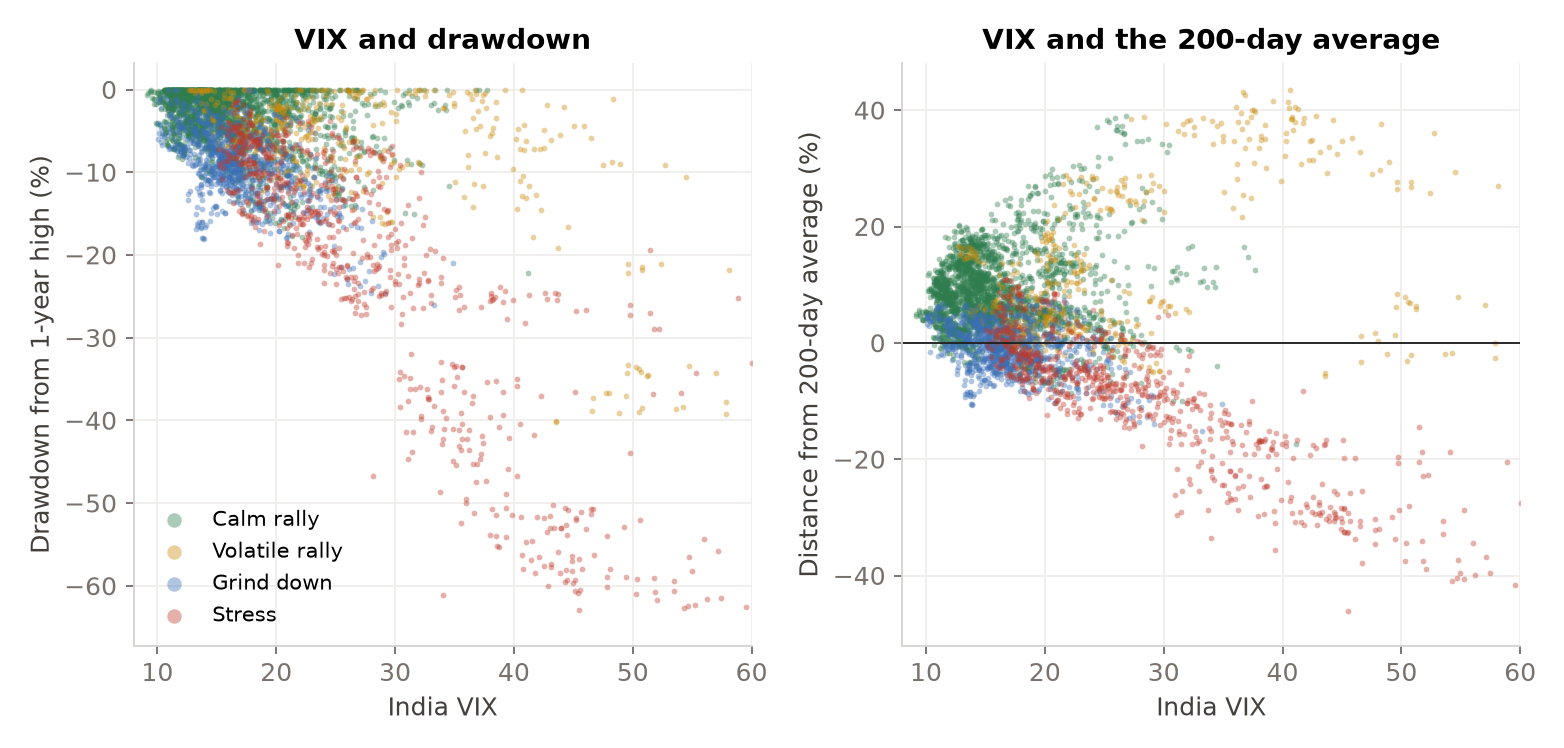 VIX and drawdown
Drawdown from 1-year high (%)
0
−10
−20
−30
−40
−50
−60
Calm rally
Volatile rally
Grind down
Stress
10 20 30 40 50 60
India VIX
VIX and the 200-day average
Distance from 200-day average (%)
40
20
0
−20
−40
10 20 30 40 50 60
India VIX